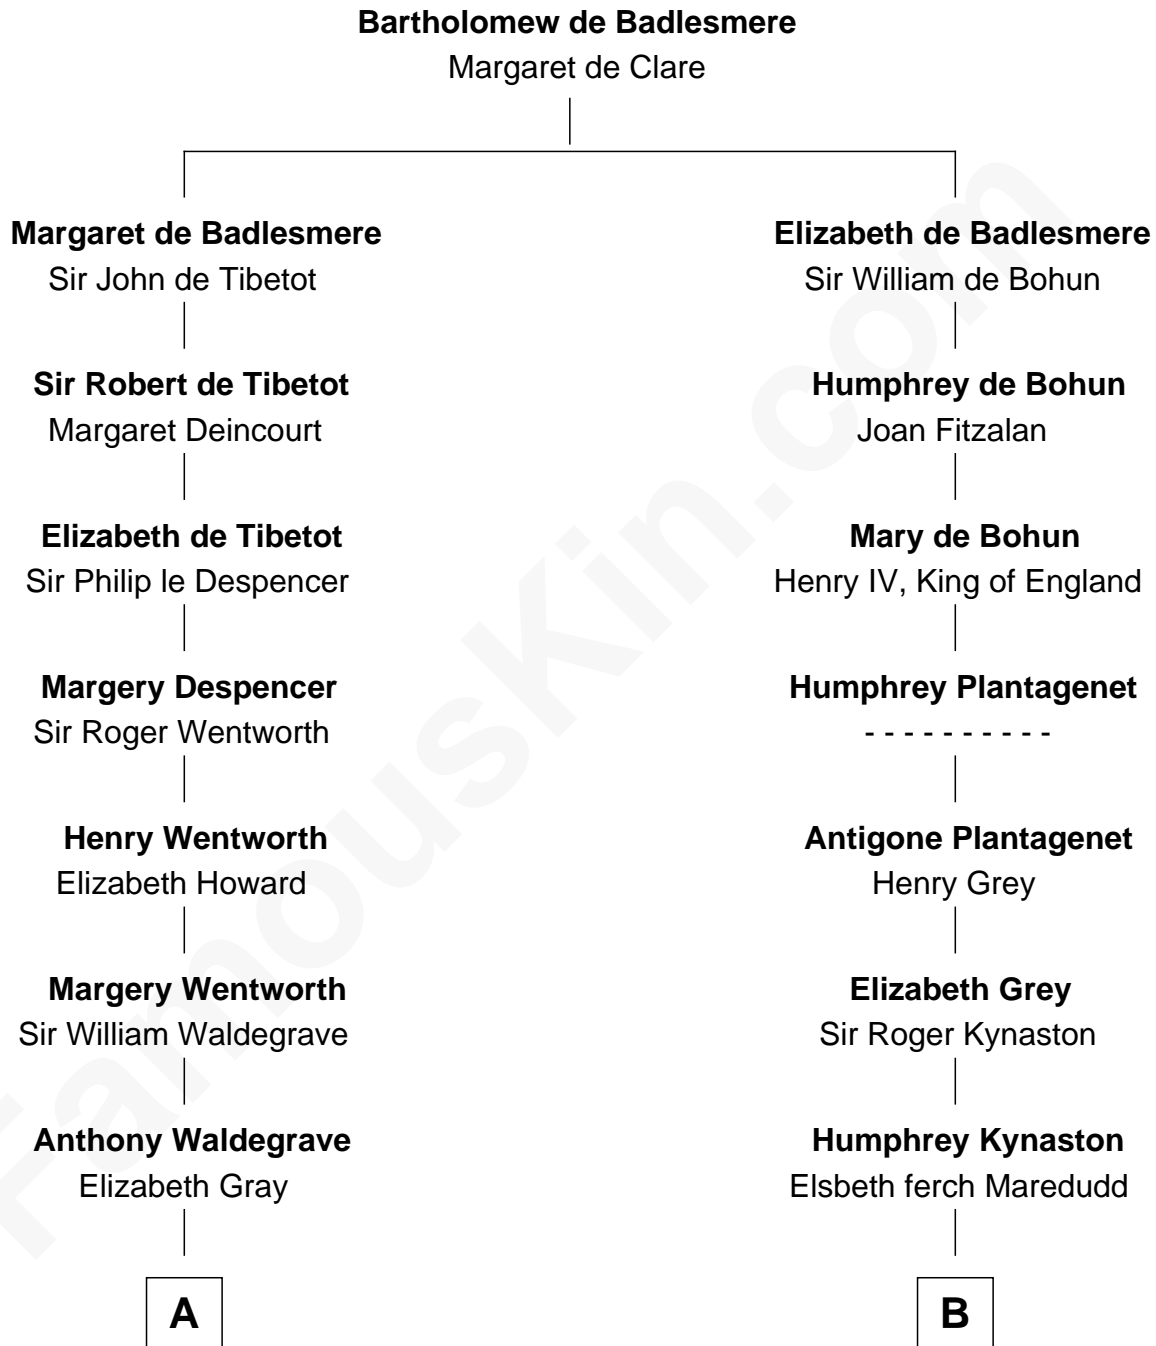 Bartholomew de Badlesmere
Margaret de Clare
Margaret de Badlesmere
Sir John de Tibetot
Elizabeth de Badlesmere
Sir William de Bohun
Sir Robert de Tibetot
Margaret Deincourt
Humphrey de Bohun
Joan Fitzalan
Elizabeth de Tibetot
Sir Philip le Despencer
Mary de Bohun
Henry IV, King of England
Margery Despencer
Sir Roger Wentworth
Humphrey Plantagenet
- - - - - - - - - -
Henry Wentworth
Elizabeth Howard
Antigone Plantagenet
Henry Grey
Margery Wentworth
Sir William Waldegrave
Elizabeth Grey
Sir Roger Kynaston
Anthony Waldegrave
Elizabeth Gray
Humphrey Kynaston
Elsbeth ferch Maredudd
A
B
FamousKin.com